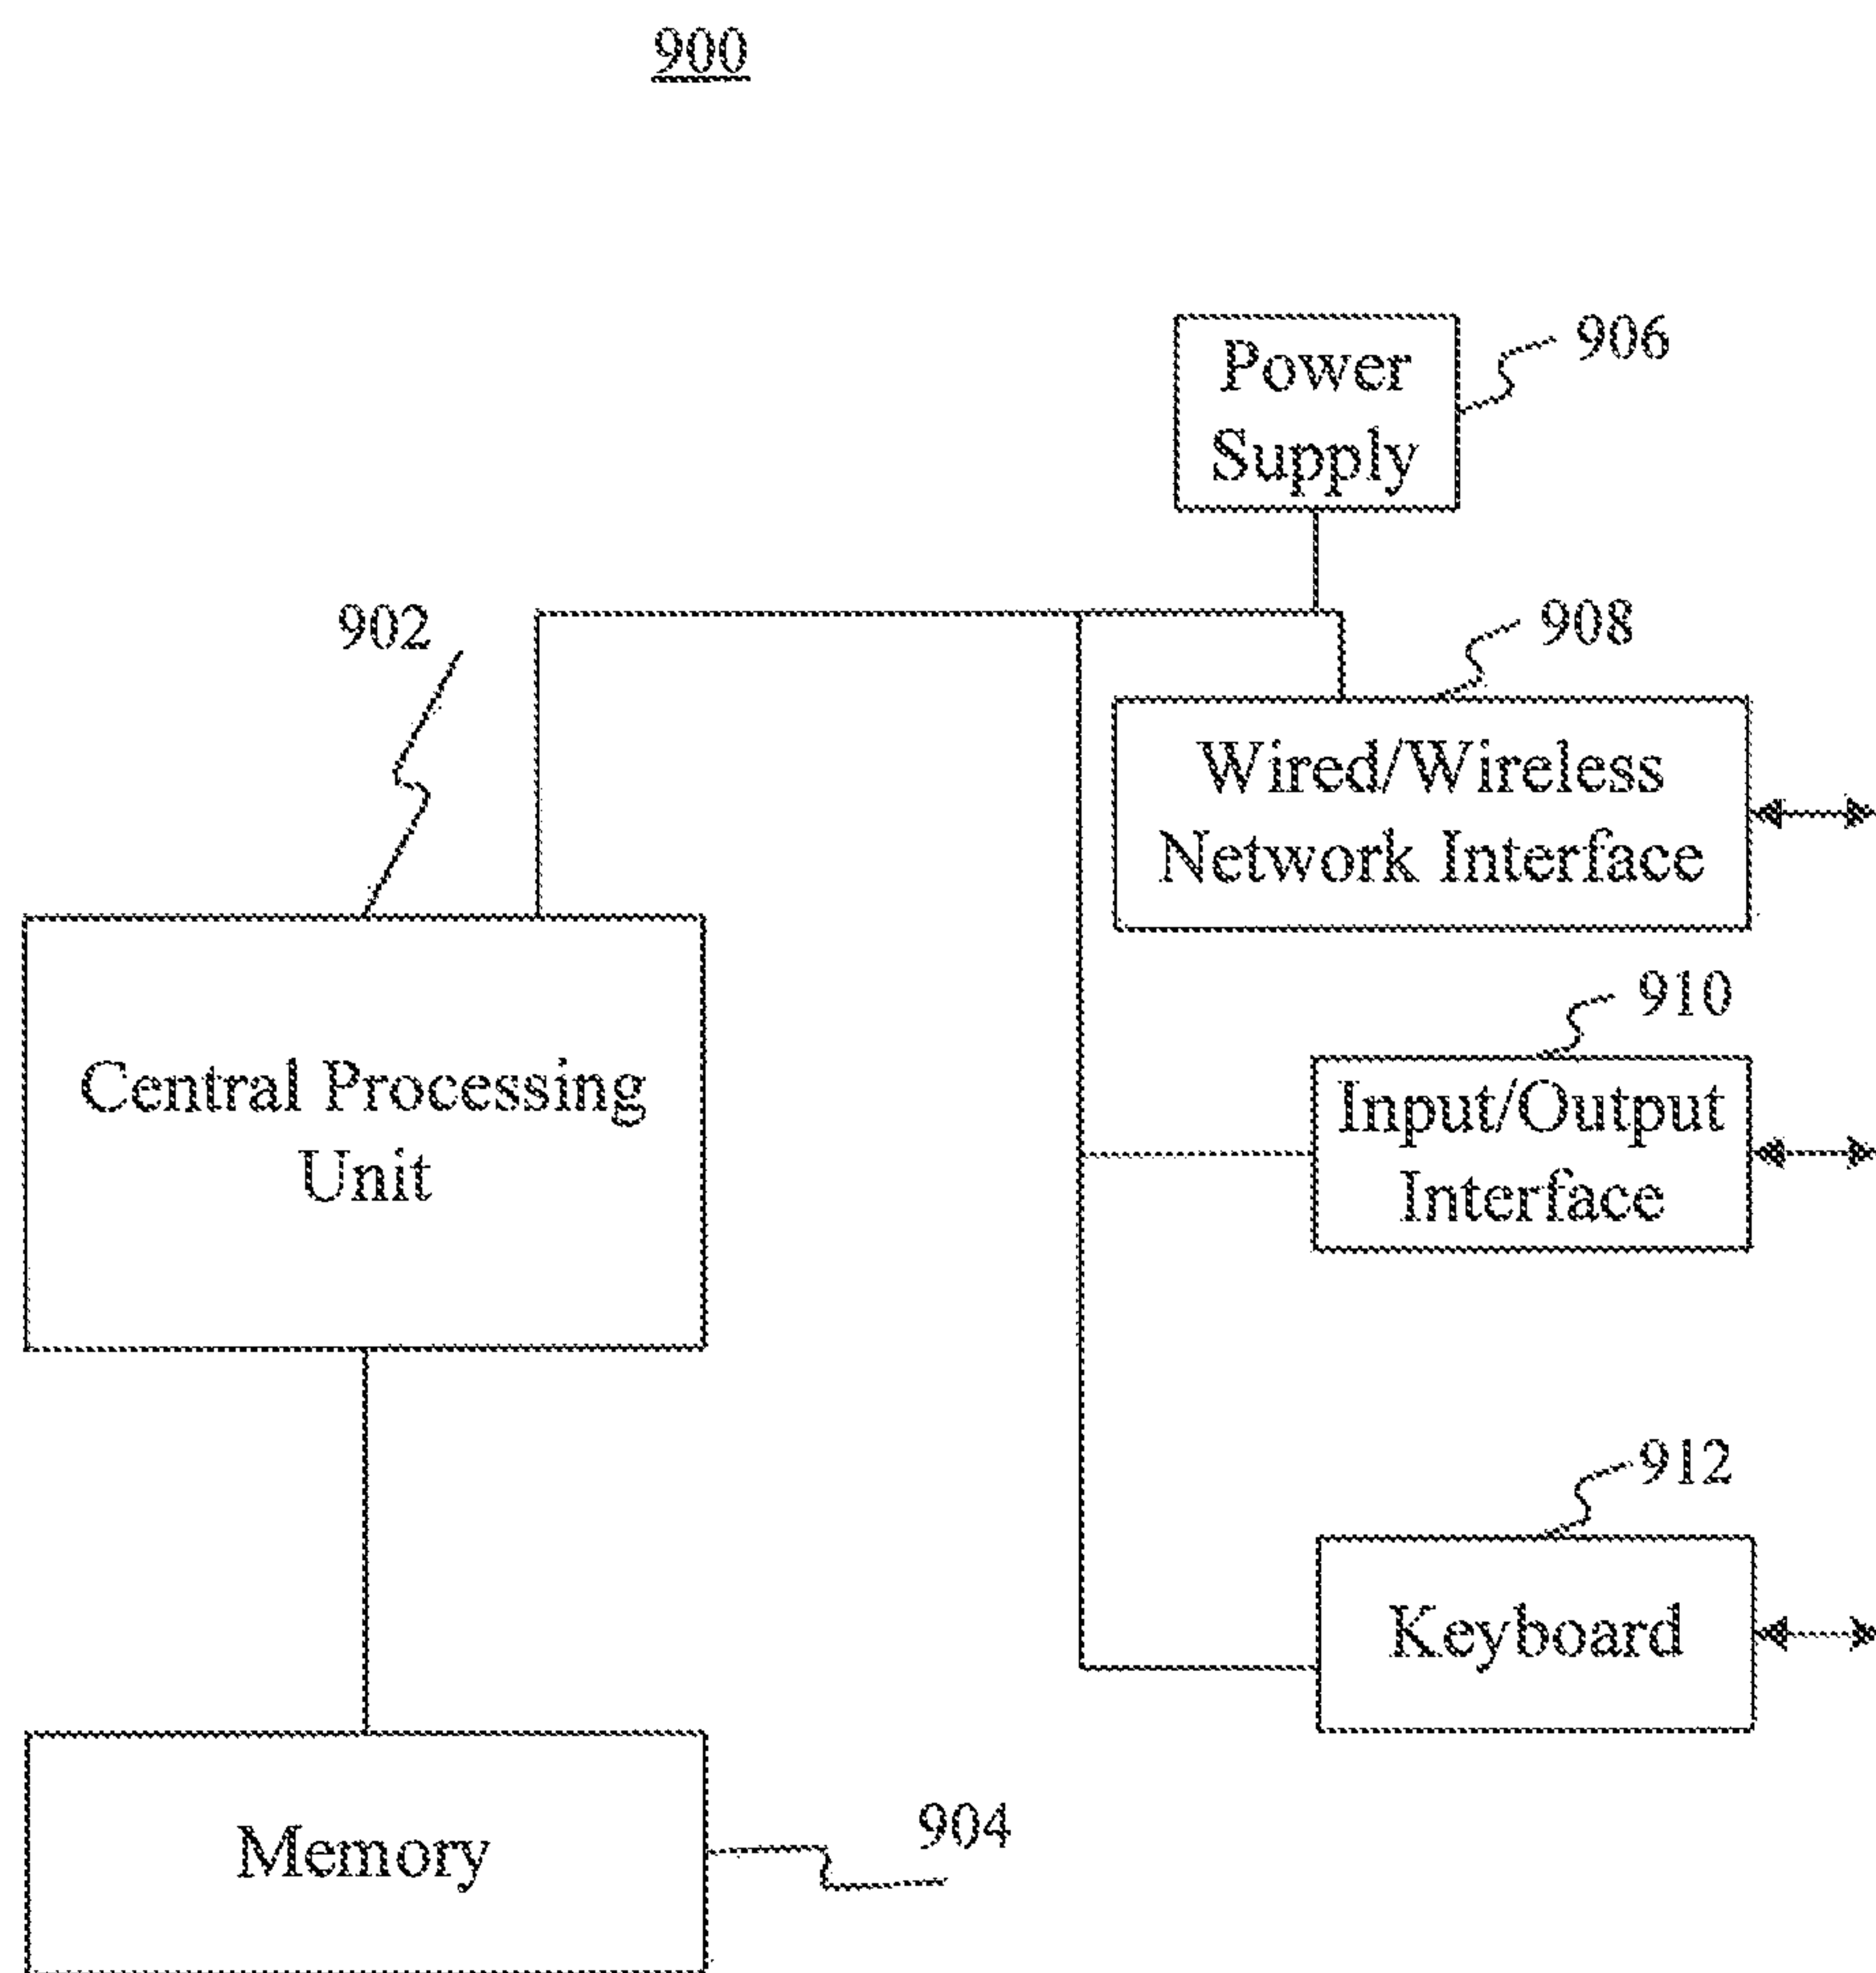 900
Power
Supply
906
902
908
Wired/Wireless
Network Interface
910
Central Processing
Unit
Input/Output
Interface
912
Keyboard
904
Memory